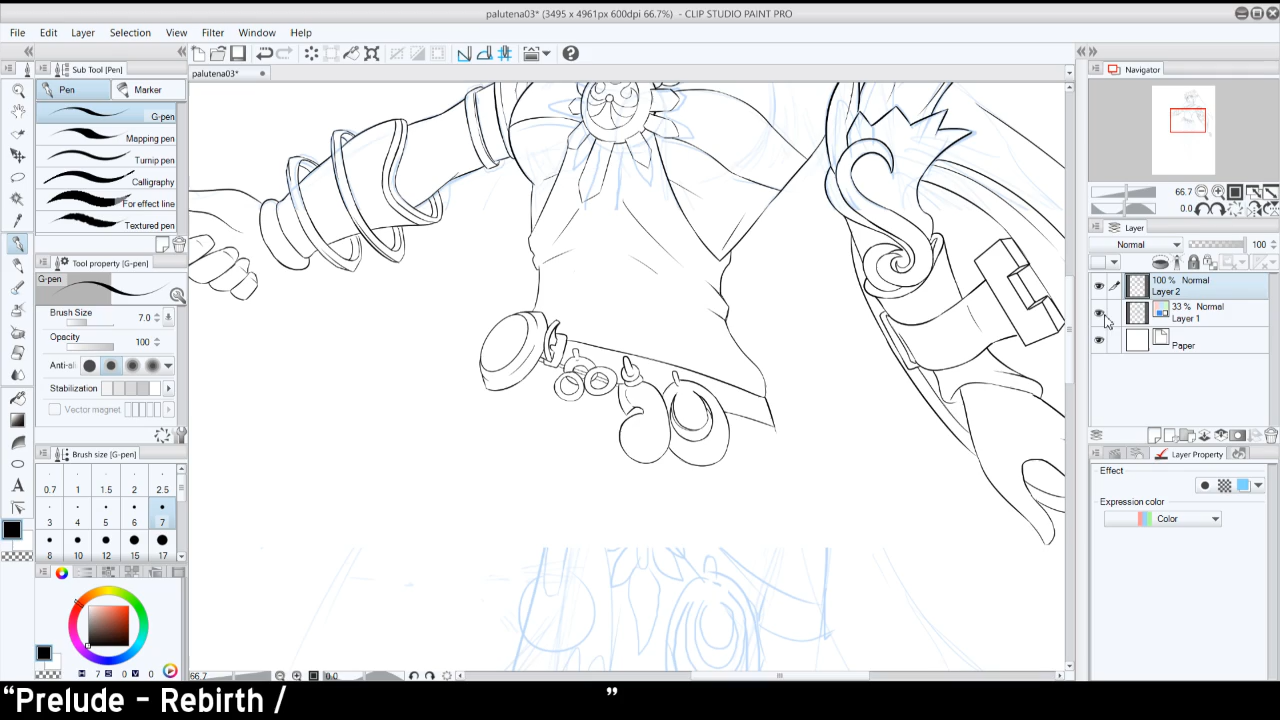 palutena03* (3495 x 4961px 600dpi 66.7%) - CLIP STUDIO PAINT PRO
File Edit Layer Selection View Filter Window Help
Sub Tool [Pen]
palutena03*
Navigator
Pen Marker
G-pen
Mapping pen
Turnip pen
Calligraphy
For effect line
Textured pen
Tool property [G-pen]
G-pen
Brush Size 7.0
Opacity 100
Anti-ali
Stabilization
Vector magnet
Brush size [G-pen]
0.7 1 1.5 2 2.5
3 4 5 6 7
8 10 12 15 17
H 7 S 0 V 0
66.7
0.0
Layer
Normal 100
100 % Normal
Layer 2
33 % Normal
Layer 1
Paper
Layer Property
Effect
Expression color
Color
66.7 0.0
“Prelude - Rebirth / ”